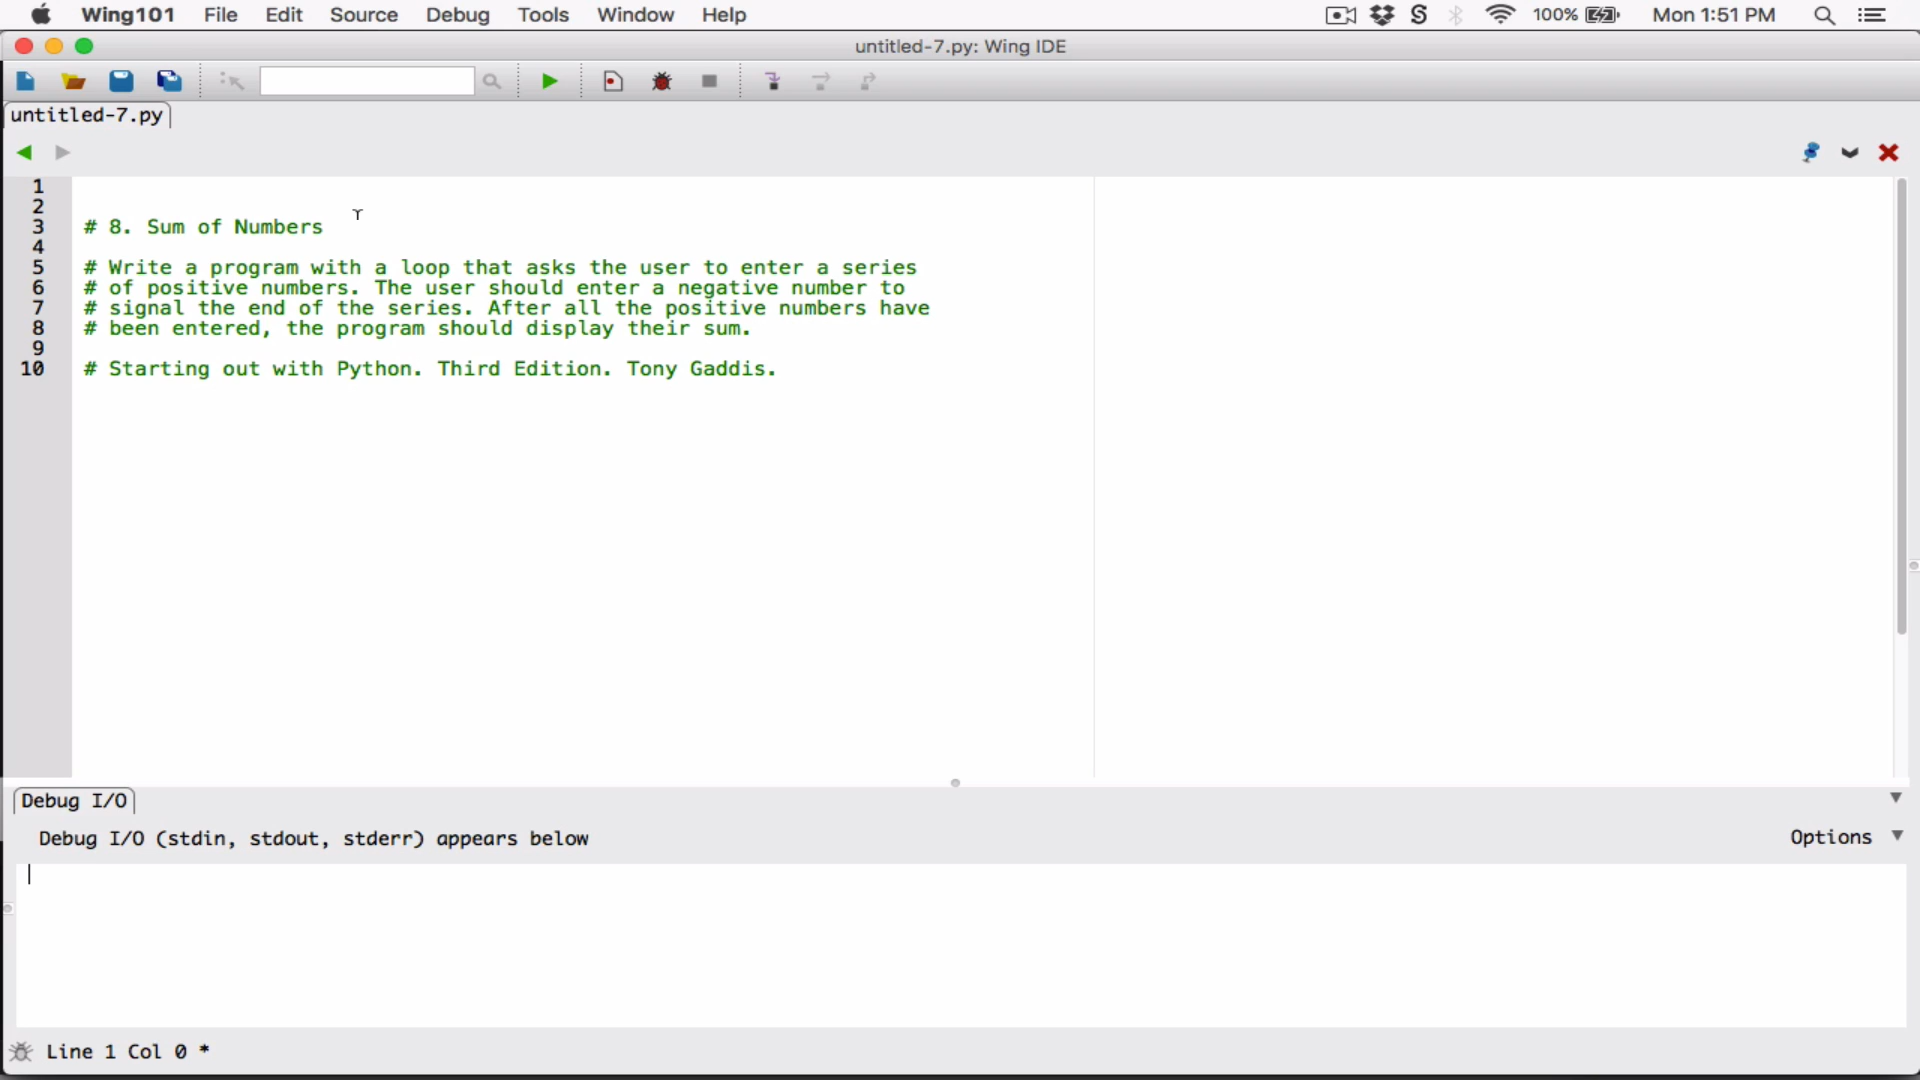 Wing101 File Edit Source Debug Tools Window Help 100% Mon 1:51 PM
untitled-7.py: Wing IDE
untitled-7.py
1
2
3 # 8. Sum of Numbers
4
5 # Write a program with a loop that asks the user to enter a series
6 # of positive numbers. The user should enter a negative number to
7 # signal the end of the series. After all the positive numbers have
8 # been entered, the program should display their sum.
9
10 # Starting out with Python. Third Edition. Tony Gaddis.
Debug I/O
Debug I/O (stdin, stdout, stderr) appears below Options
Line 1 Col 0 *